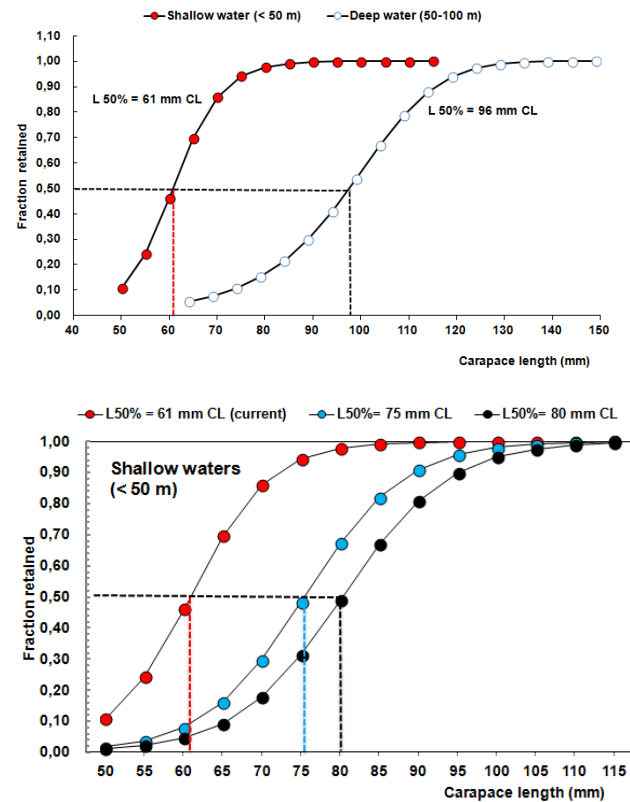 Shallow water (< 50 m) Deep water (50-100 m)
1,10
1,00
0,90
0,80
0,70
0,60
0,50
0,40
0,30
0,20
0,10
0,00
Fraction retained
L 50% = 61 mm CL
L 50% = 96 mm CL
40 50 60 70 80 90 100 110 120 130 140 150
Carapace length (mm)
L50% = 61 mm CL (current) L50%= 75 mm CL L50%= 80 mm CL
1,00
0,90
0,80
0,70
0,60
0,50
0,40
0,30
0,20
0,10
0,00
Fraction retained
Shallow waters
(< 50 m)
50 55 60 65 70 75 80 85 90 95 100 105 110 115
Carapace length (mm)